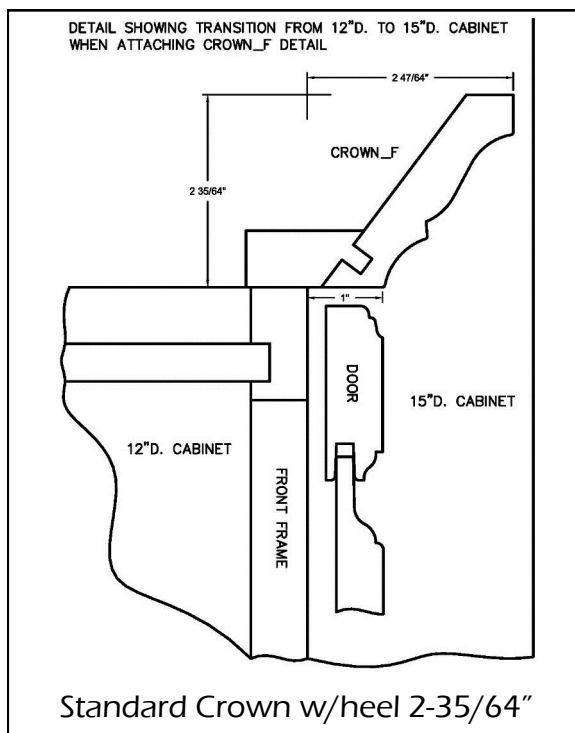 DETAIL SHOWING TRANSITION FROM 12"D. TO 15"D. CABINET
WHEN ATTACHING CROWN_F DETAIL
2 47/64"
CROWN_F
2 35/64"
1"
DOOR
15"D. CABINET
12"D. CABINET
FRONT FRAME
Standard Crown w/heel 2-35/64"